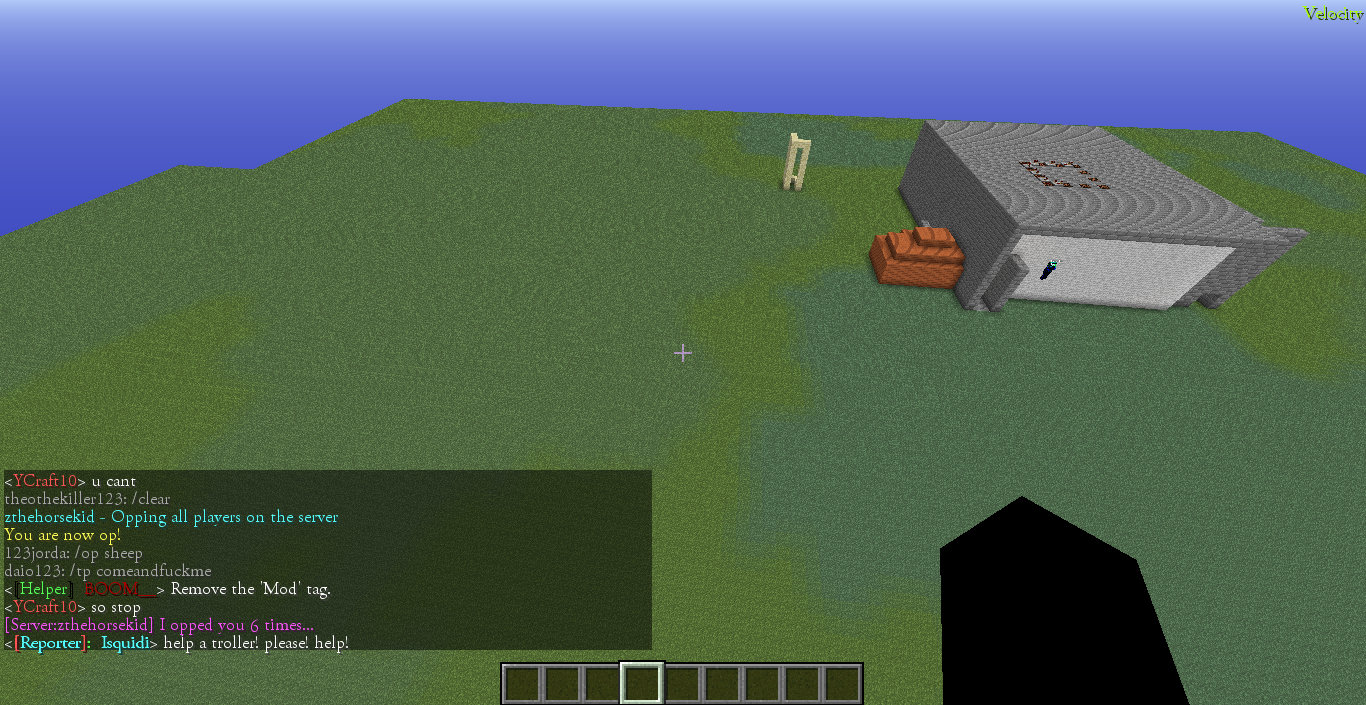 Velocity
<YCraft10> u cant
theothekiller123: /clear
zthehorsekid - Opping all players on the server
You are now op!
123jorda: /op sheep
daio123: /tp comeandfuckme
<[Helper] BOOM__> Remove the 'Mod' tag.
<YCraft10> so stop
[Server:zthehorsekid] I opped you 6 times...
<[Reporter]: Isquidi> help a troller! please! help!